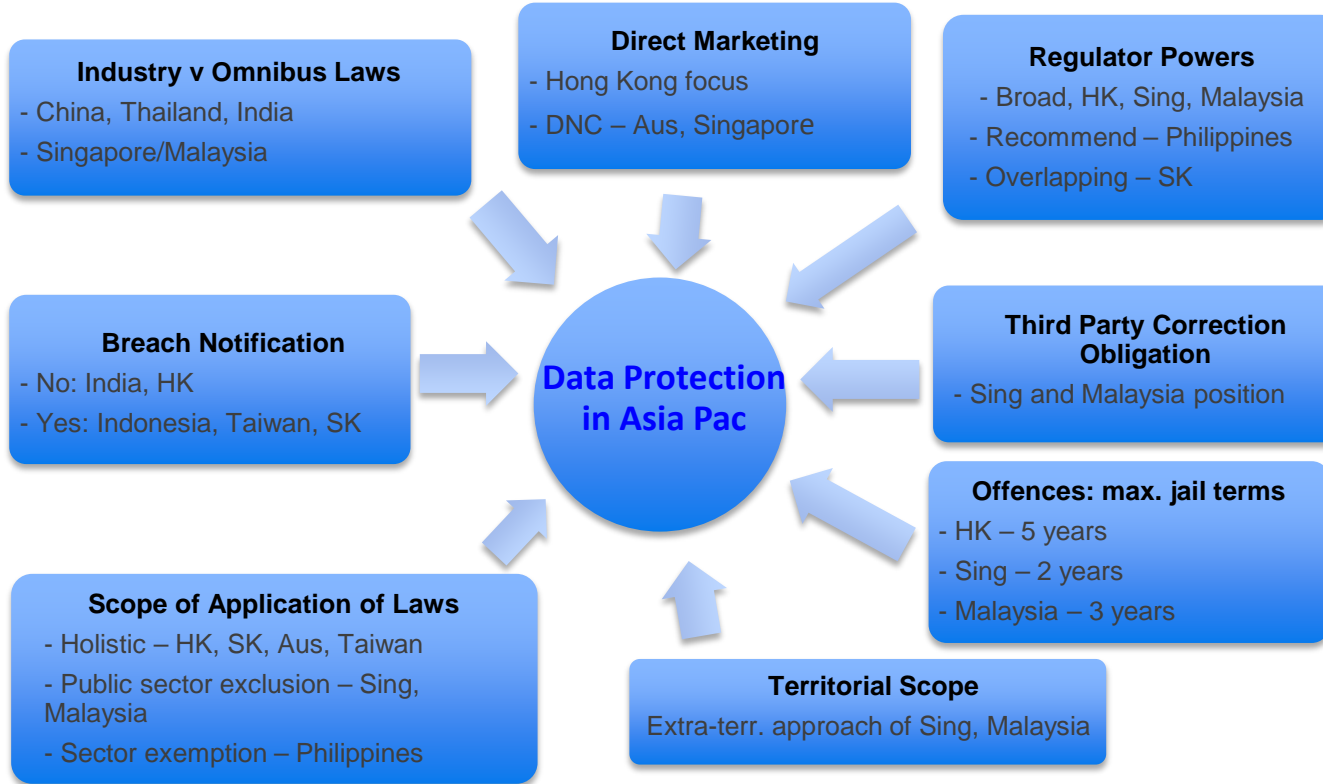 Industry v Omnibus Laws
- China, Thailand, India
- Singapore/Malaysia
Direct Marketing
- Hong Kong focus
- DNC – Aus, Singapore
Regulator Powers
- Broad, HK, Sing, Malaysia
- Recommend – Philippines
- Overlapping – SK
Breach Notification
- No: India, HK
- Yes: Indonesia, Taiwan, SK
Data Protection
in Asia Pac
Third Party Correction
Obligation
- Sing and Malaysia position
Offences: max. jail terms
- HK – 5 years
- Sing – 2 years
- Malaysia – 3 years
Scope of Application of Laws
- Holistic – HK, SK, Aus, Taiwan
- Public sector exclusion – Sing,
Malaysia
- Sector exemption – Philippines
Territorial Scope
Extra-terr. approach of Sing, Malaysia